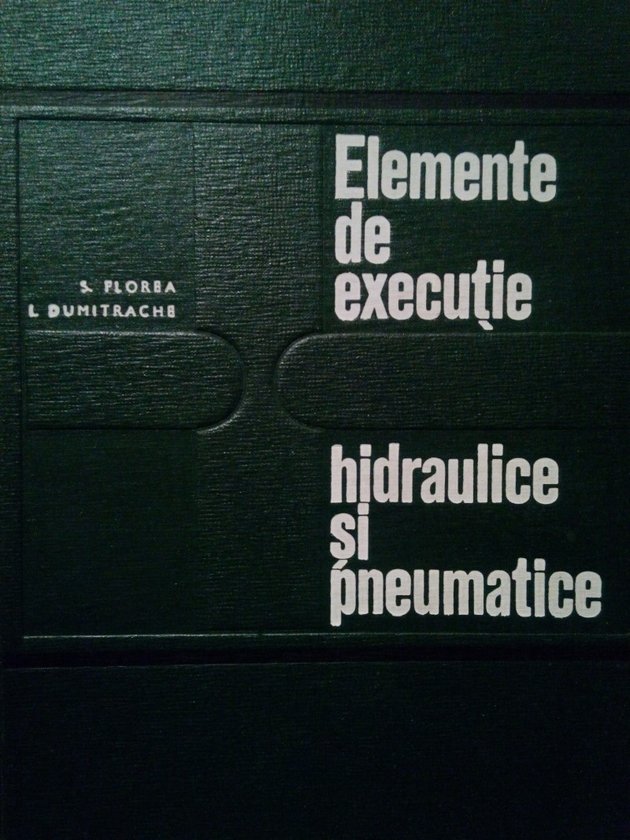 S. FLOREA
I. DUMITRACHE
Elemente
de
execuție
hidraulice
și
pneumatice